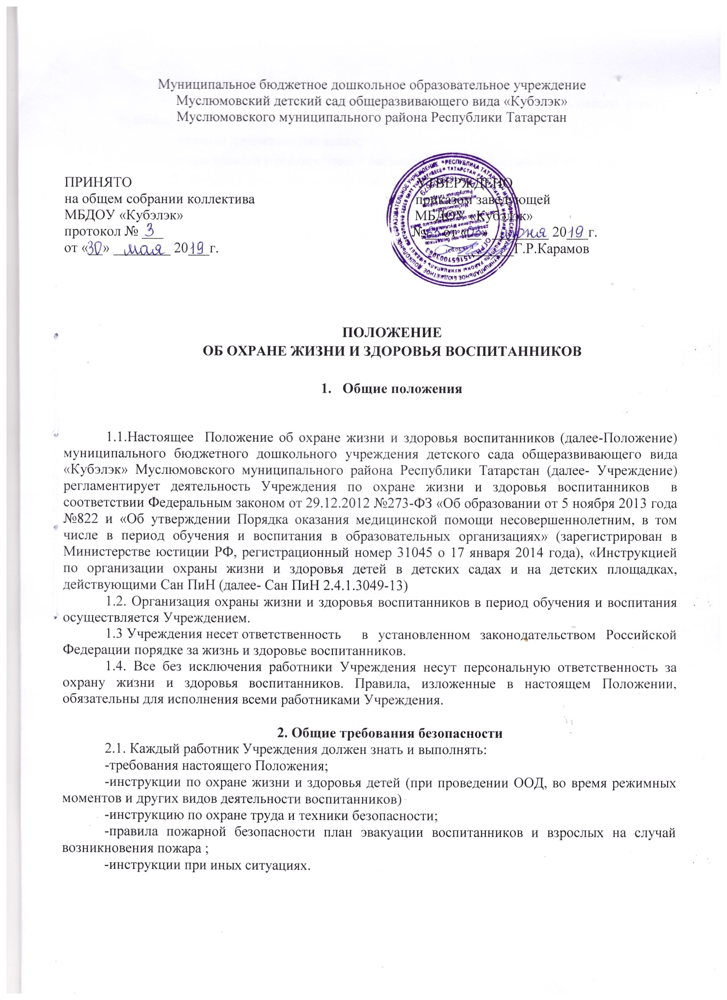 Муниципальное бюджетное дошкольное образовательное учреждение
Муслюмовский детский сад общеразвивающего вида «Кубэлэк»
Муслюмовского муниципального района Республики Татарстан
ПРИНЯТО
на общем собрании коллектива
МБДОУ «Кубэлэк»
протокол № 3
от «30» мая 2019 г.
УТВЕРЖДЕНО
приказом заведующей
МБДОУ «Кубэлэк»
№ 63 от «03» июня 2019 г.
Г.Р.Карамов
ПОЛОЖЕНИЕ
ОБ ОХРАНЕ ЖИЗНИ И ЗДОРОВЬЯ ВОСПИТАННИКОВ
1. Общие положения
1.1.Настоящее Положение об охране жизни и здоровья воспитанников (далее-Положение)
муниципального бюджетного дошкольного учреждения детского сада общеразвивающего вида
«Кубэлэк» Муслюмовского муниципального района Республики Татарстан (далее- Учреждение)
регламентирует деятельность Учреждения по охране жизни и здоровья воспитанников в
соответствии Федеральным законом от 29.12.2012 №273-ФЗ «Об образовании от 5 ноября 2013 года
№822 и «Об утверждении Порядка оказания медицинской помощи несовершеннолетним, в том
числе в период обучения и воспитания в образовательных организациях» (зарегистрирован в
Министерстве юстиции РФ, регистрационный номер 31045 о 17 января 2014 года), «Инструкцией
по организации охраны жизни и здоровья детей в детских садах и на детских площадках,
действующими Сан ПиН (далее- Сан ПиН 2.4.1.3049-13)
1.2. Организация охраны жизни и здоровья воспитанников в период обучения и воспитания
осуществляется Учреждением.
1.3 Учреждения несет ответственность в установленном законодательством Российской
Федерации порядке за жизнь и здоровье воспитанников.
1.4. Все без исключения работники Учреждения несут персональную ответственность за
охрану жизни и здоровья воспитанников. Правила, изложенные в настоящем Положении,
обязательны для исполнения всеми работниками Учреждения.
2. Общие требования безопасности
2.1. Каждый работник Учреждения должен знать и выполнять:
-требования настоящего Положения;
-инструкции по охране жизни и здоровья детей (при проведении ООД, во время режимных
моментов и других видов деятельности воспитанников)
-инструкцию по охране труда и техники безопасности;
-правила пожарной безопасности план эвакуации воспитанников и взрослых на случай
возникновения пожара ;
-инструкции при иных ситуациях.